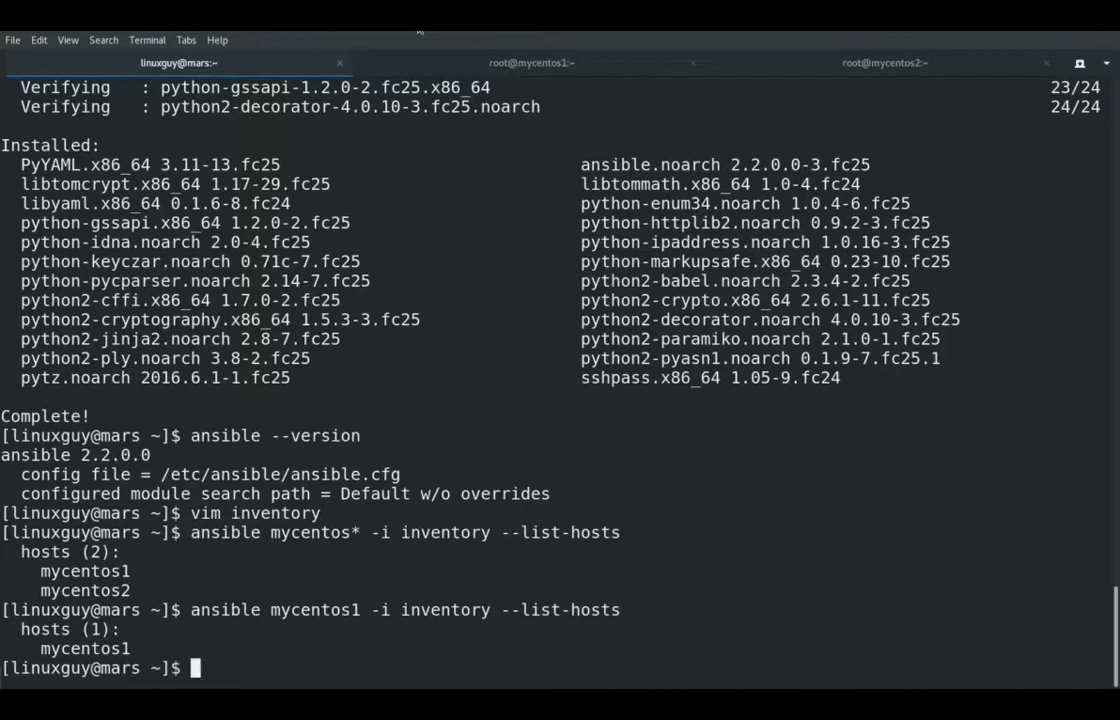 File Edit View Search Terminal Tabs Help
linuxguy@mars:~ × root@mycentos1:~ × root@mycentos2:~ ×
Verifying : python-gssapi-1.2.0-2.fc25.x86_64 23/24
Verifying : python2-decorator-4.0.10-3.fc25.noarch 24/24
Installed:
PyYAML.x86_64 3.11-13.fc25 ansible.noarch 2.2.0.0-3.fc25
libtomcrypt.x86_64 1.17-29.fc25 libtommath.x86_64 1.0-4.fc24
libyaml.x86_64 0.1.6-8.fc24 python-enum34.noarch 1.0.4-6.fc25
python-gssapi.x86_64 1.2.0-2.fc25 python-httplib2.noarch 0.9.2-3.fc25
python-idna.noarch 2.0-4.fc25 python-ipaddress.noarch 1.0.16-3.fc25
python-keyczar.noarch 0.71c-7.fc25 python-markupsafe.x86_64 0.23-10.fc25
python-pycparser.noarch 2.14-7.fc25 python2-babel.noarch 2.3.4-2.fc25
python2-cffi.x86_64 1.7.0-2.fc25 python2-crypto.x86_64 2.6.1-11.fc25
python2-cryptography.x86_64 1.5.3-3.fc25 python2-decorator.noarch 4.0.10-3.fc25
python2-jinja2.noarch 2.8-7.fc25 python2-paramiko.noarch 2.1.0-1.fc25
python2-ply.noarch 3.8-2.fc25 python2-pyasn1.noarch 0.1.9-7.fc25.1
pytz.noarch 2016.6.1-1.fc25 sshpass.x86_64 1.05-9.fc24
Complete!
[linuxguy@mars ~]$ ansible --version
ansible 2.2.0.0
config file = /etc/ansible/ansible.cfg
configured module search path = Default w/o overrides
[linuxguy@mars ~]$ vim inventory
[linuxguy@mars ~]$ ansible mycentos* -i inventory --list-hosts
hosts (2):
mycentos1
mycentos2
[linuxguy@mars ~]$ ansible mycentos1 -i inventory --list-hosts
hosts (1):
mycentos1
[linuxguy@mars ~]$